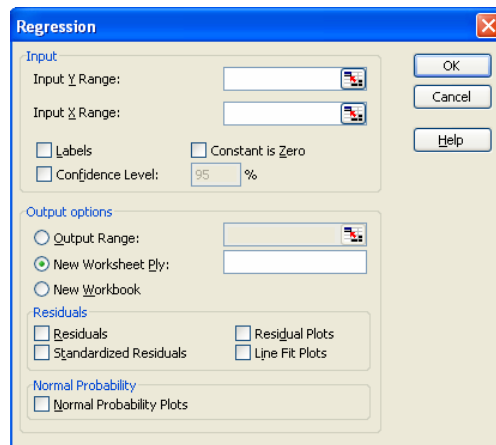 Regression
Input
Input Y Range:
Input X Range:
Labels
Constant is Zero
Confidence Level:
95 %
OK
Cancel
Help
Output options
Output Range:
New Worksheet Ply:
New Workbook
Residuals
Residuals
Residual Plots
Standardized Residuals
Line Fit Plots
Normal Probability
Normal Probability Plots